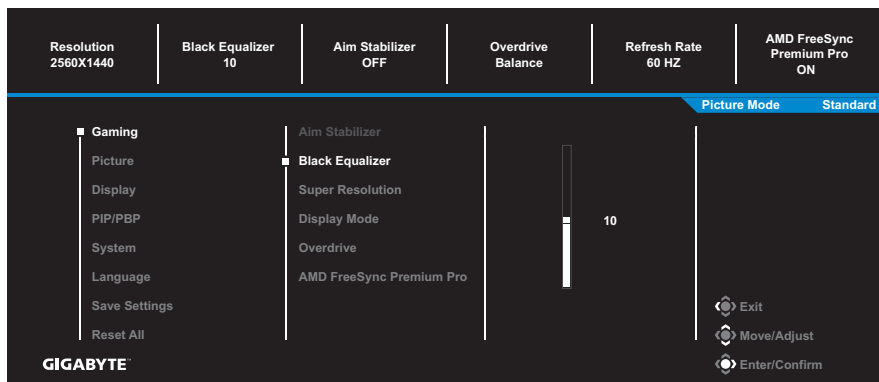 Resolution
2560X1440
Black Equalizer
10
Aim Stabilizer
OFF
Overdrive
Balance
Refresh Rate
60 HZ
AMD FreeSync
Premium Pro
ON
Picture Mode Standard
Gaming
Picture
Display
PIP/PBP
System
Language
Save Settings
Reset All
Aim Stabilizer
Black Equalizer
Super Resolution
Display Mode
Overdrive
AMD FreeSync Premium Pro
10
Exit
Move/Adjust
Enter/Confirm
GIGABYTE™